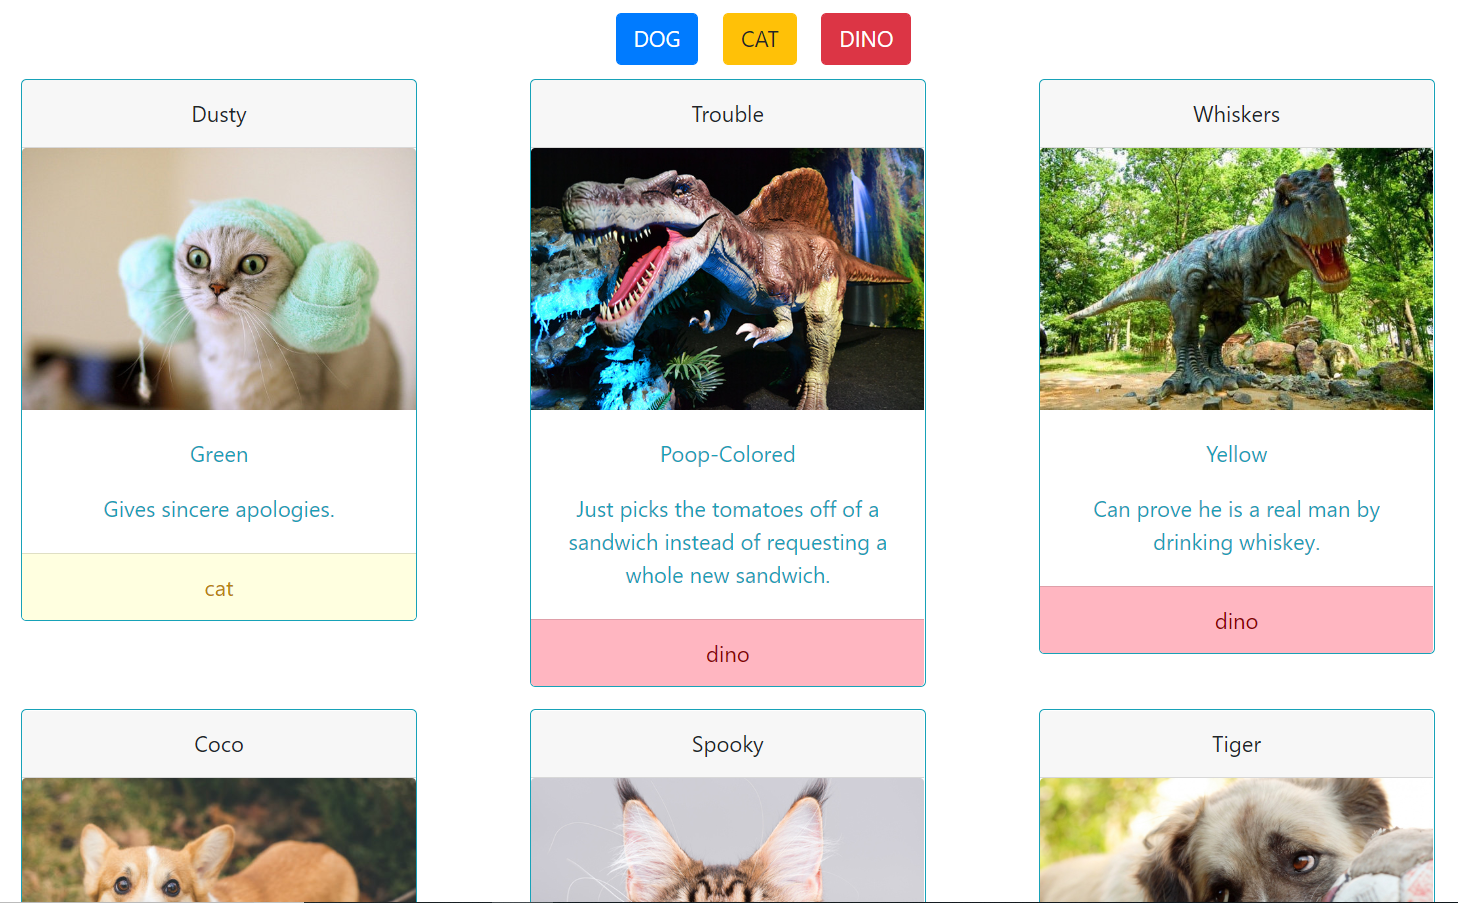 DOG
CAT
DINO
Dusty
Green
Gives sincere apologies.
cat
Trouble
Poop-Colored
Just picks the tomatoes off of a
sandwich instead of requesting a
whole new sandwich.
dino
Whiskers
Yellow
Can prove he is a real man by
drinking whiskey.
dino
Coco
Spooky
Tiger